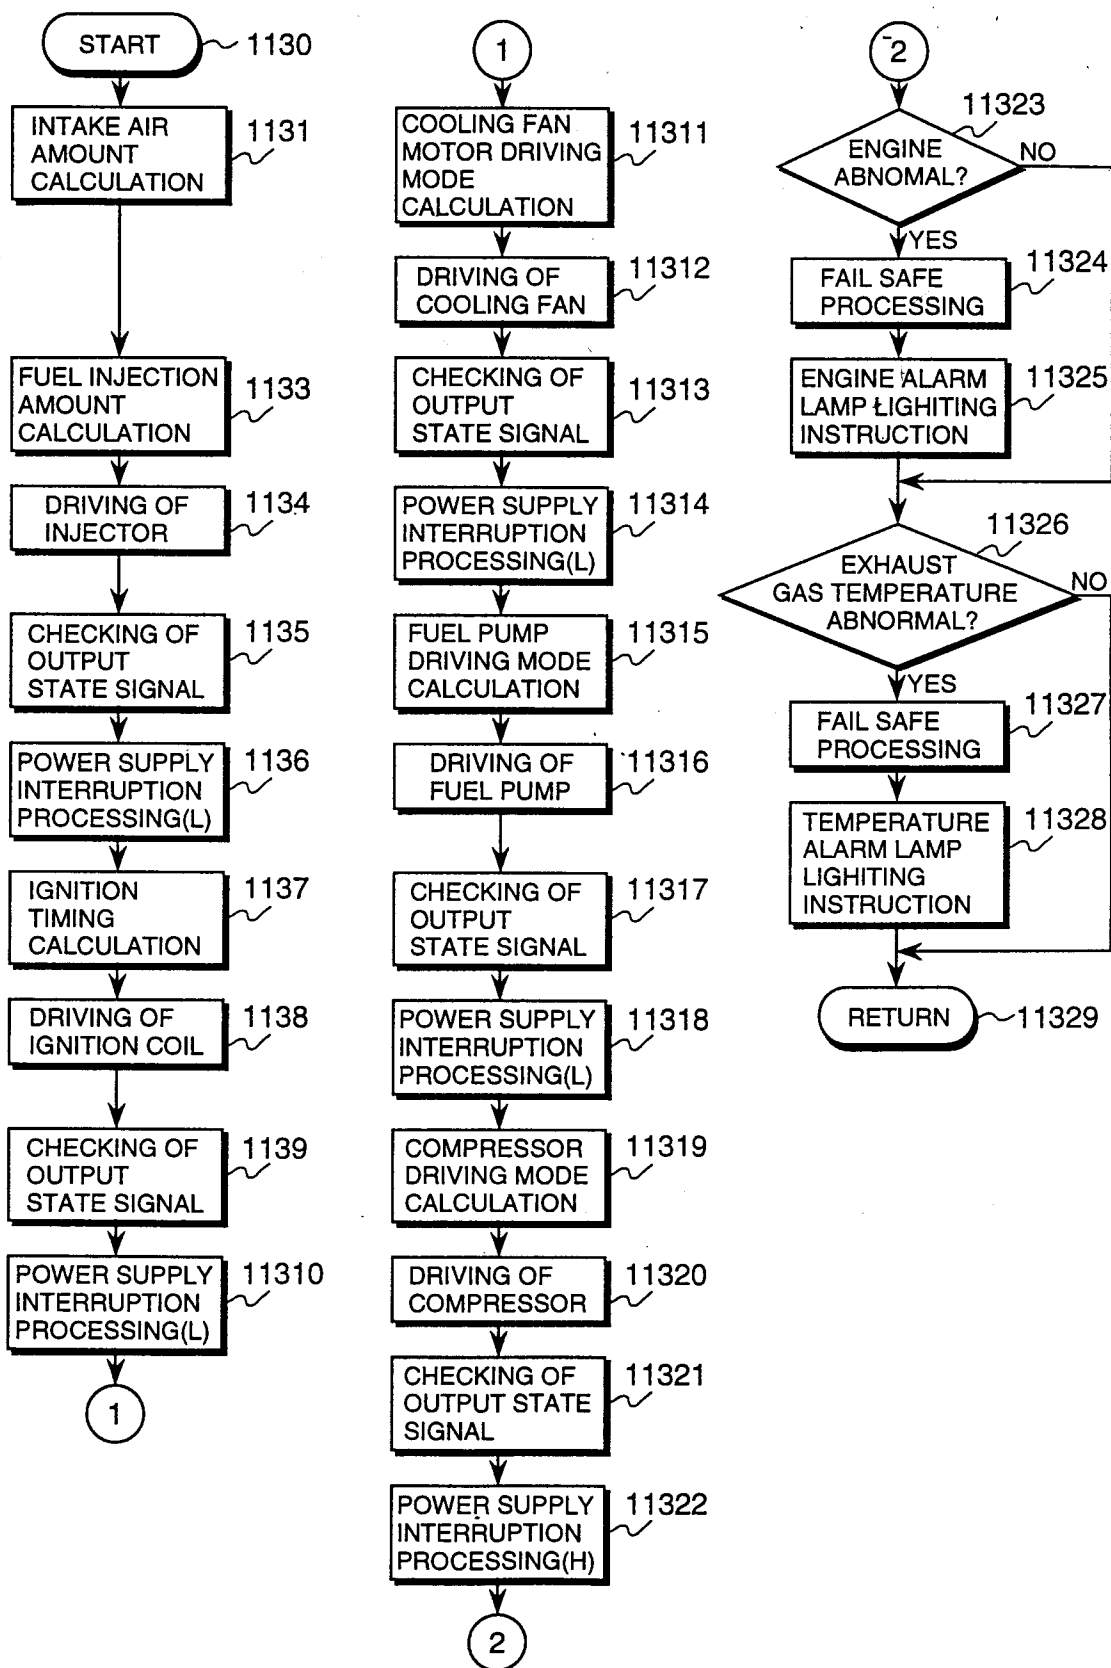 START
1130
INTAKE AIR
AMOUNT
CALCULATION
1131
FUEL INJECTION
AMOUNT
CALCULATION
1133
DRIVING OF
INJECTOR
1134
CHECKING OF
OUTPUT
STATE SIGNAL
1135
POWER SUPPLY
INTERRUPTION
PROCESSING(L)
1136
IGNITION
TIMING
CALCULATION
1137
DRIVING OF
IGNITION COIL
1138
CHECKING OF
OUTPUT
STATE SIGNAL
1139
POWER SUPPLY
INTERRUPTION
PROCESSING(L)
11310
1
1
COOLING FAN
MOTOR DRIVING
MODE
CALCULATION
11311
DRIVING OF
COOLING FAN
11312
CHECKING OF
OUTPUT
STATE SIGNAL
11313
POWER SUPPLY
INTERRUPTION
PROCESSING(L)
11314
FUEL PUMP
DRIVING MODE
CALCULATION
11315
DRIVING OF
FUEL PUMP
11316
CHECKING OF
OUTPUT
STATE SIGNAL
11317
POWER SUPPLY
INTERRUPTION
PROCESSING(L)
11318
COMPRESSOR
DRIVING MODE
CALCULATION
11319
DRIVING OF
COMPRESSOR
11320
CHECKING OF
OUTPUT STATE
SIGNAL
11321
POWER SUPPLY
INTERRUPTION
PROCESSING(H)
11322
2
2
11323
ENGINE
ABNOMAL?
NO
YES
FAIL SAFE
PROCESSING
11324
ENGINE ALARM
LAMP LIGHITING
INSTRUCTION
11325
11326
EXHAUST
GAS TEMPERATURE
ABNORMAL?
NO
YES
FAIL SAFE
PROCESSING
11327
TEMPERATURE
ALARM LAMP
LIGHITING
INSTRUCTION
11328
RETURN
11329